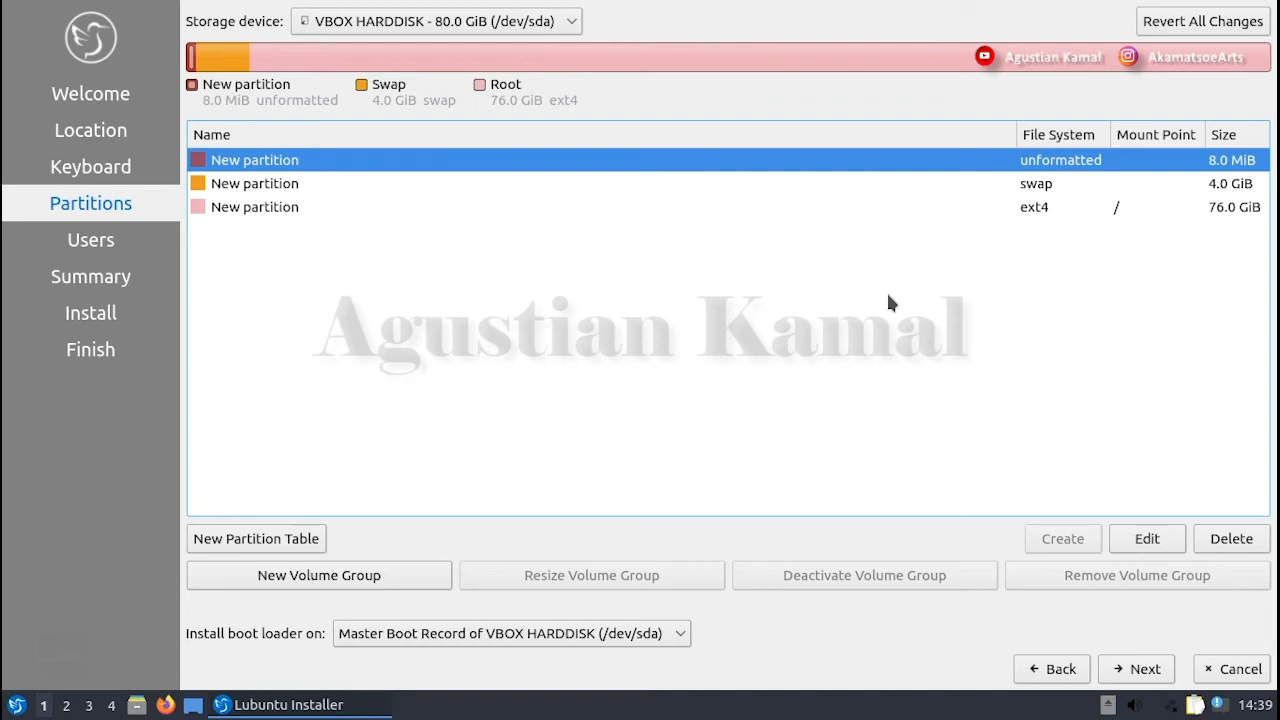 Storage device: VBOX HARDDISK - 80.0 GiB (/dev/sda) Revert All Changes
Agustian Kamal AkamatsoeArts
New partition Swap Root
8.0 MiB unformatted 4.0 GiB swap 76.0 GiB ext4
Welcome
Location
Keyboard
Partitions
Users
Summary
Install
Finish
Name File System Mount Point Size
New partition unformatted 8.0 MiB
New partition swap 4.0 GiB
New partition ext4 / 76.0 GiB
Agustian Kamal
New Partition Table Create Edit Delete
New Volume Group Resize Volume Group Deactivate Volume Group Remove Volume Group
Install boot loader on: Master Boot Record of VBOX HARDDISK (/dev/sda)
Back Next Cancel
1 2 3 4 Lubuntu Installer 14:39